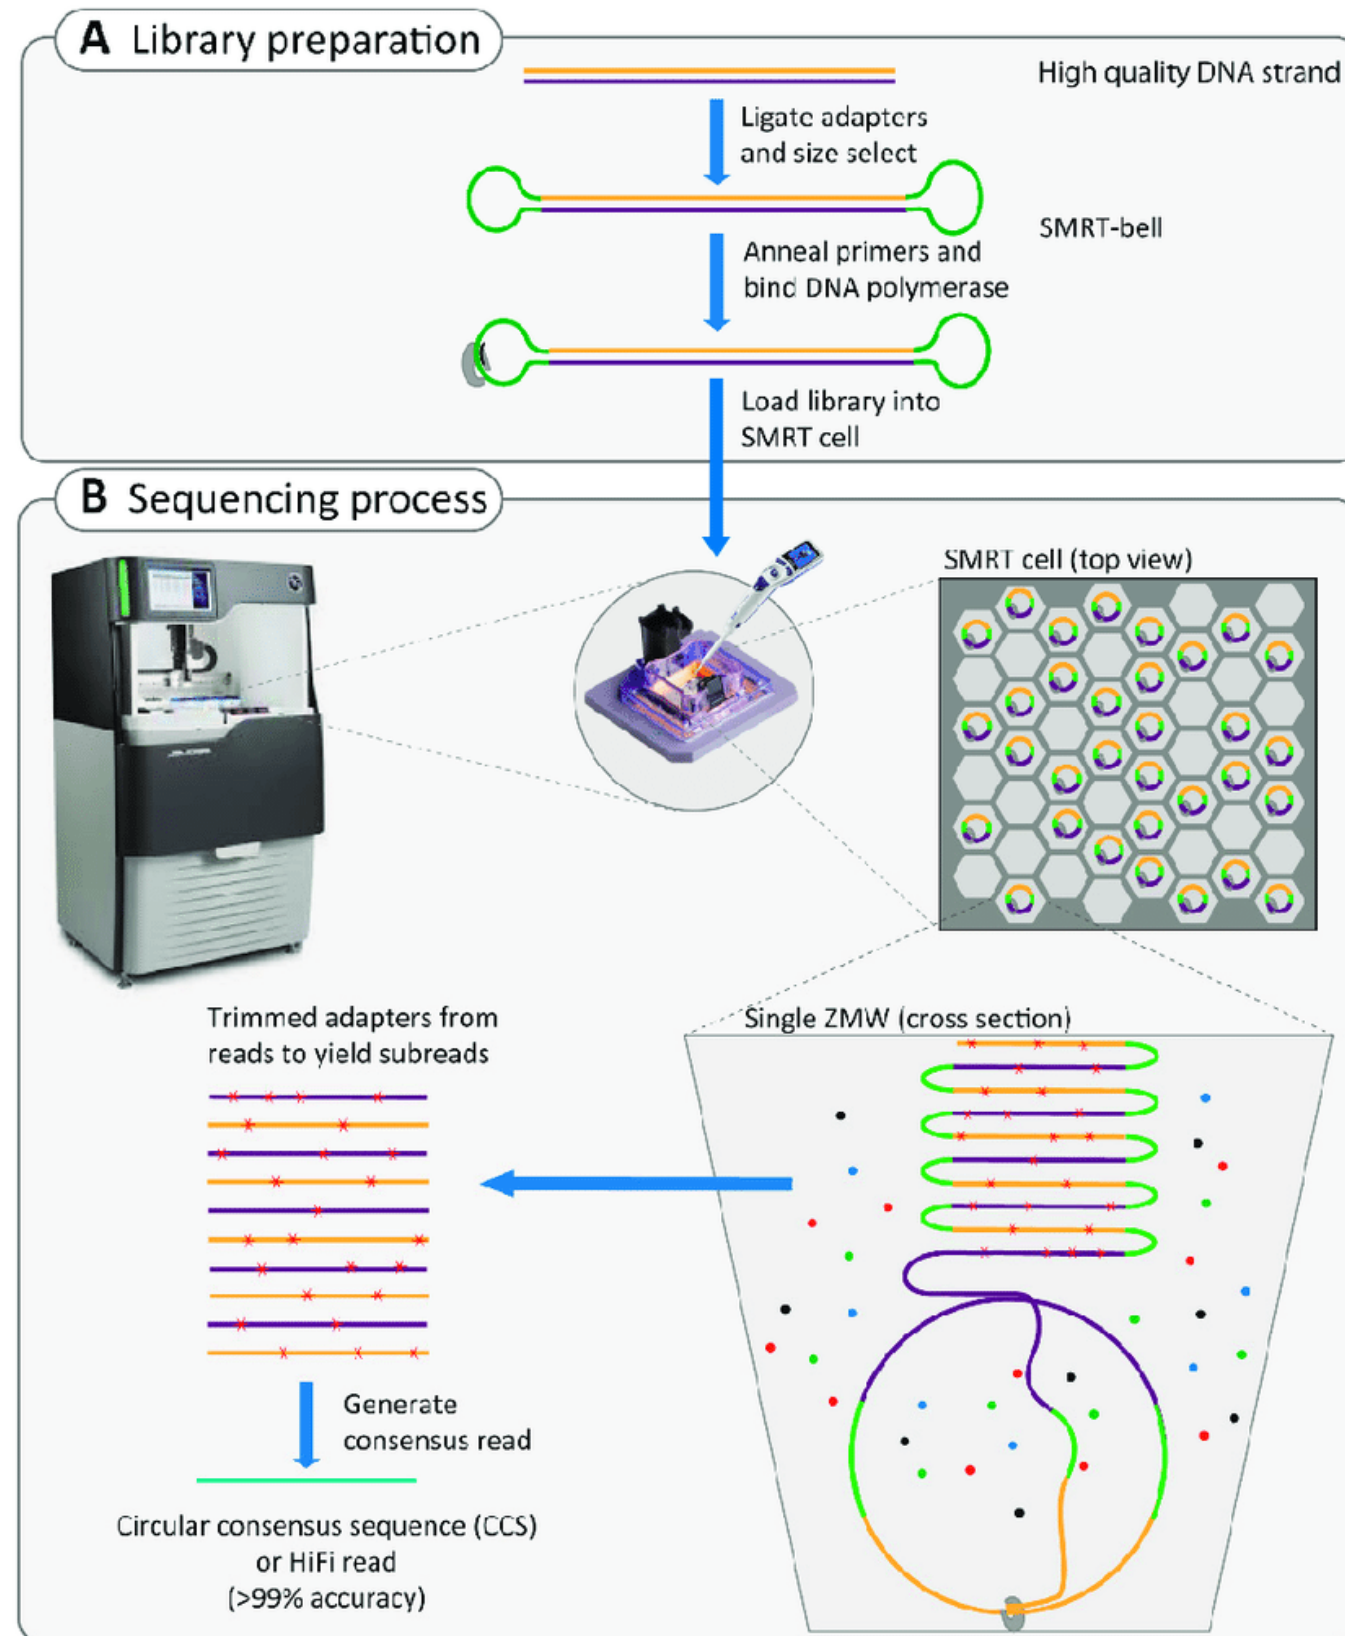 A Library preparation
High quality DNA strand
Ligate adapters
and size select
SMRT-bell
Anneal primers and
bind DNA polymerase
Load library into
SMRT cell
B Sequencing process
SMRT cell (top view)
Single ZMW (cross section)
Trimmed adapters from
reads to yield subreads
Generate
consensus read
Circular consensus sequence (CCS)
or HiFi read
(>99% accuracy)